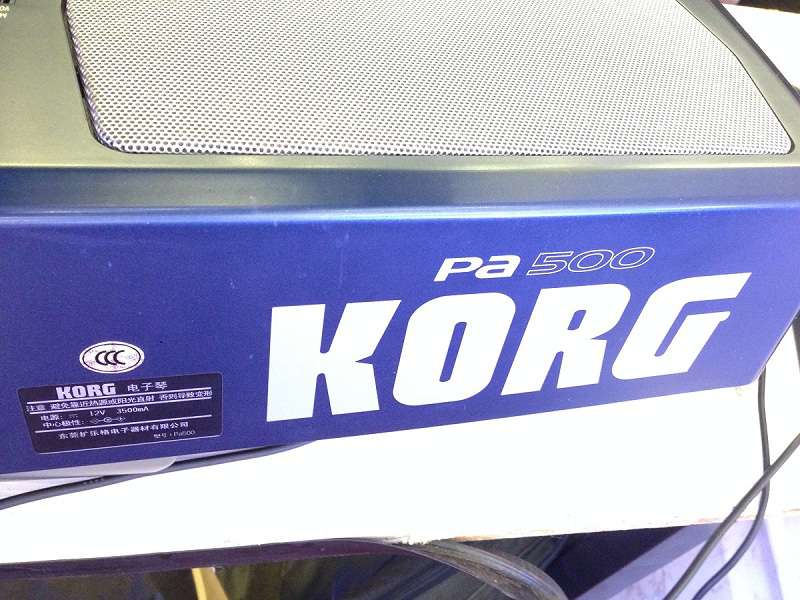 Pa 500
KORG
CCC
KORG 电子琴
注意 避免靠近热源或阳光直射 否则导致变形
电源: 12V 3500mA
中心极性:
东莞扩乐格电子器材有限公司
型号: Pa500